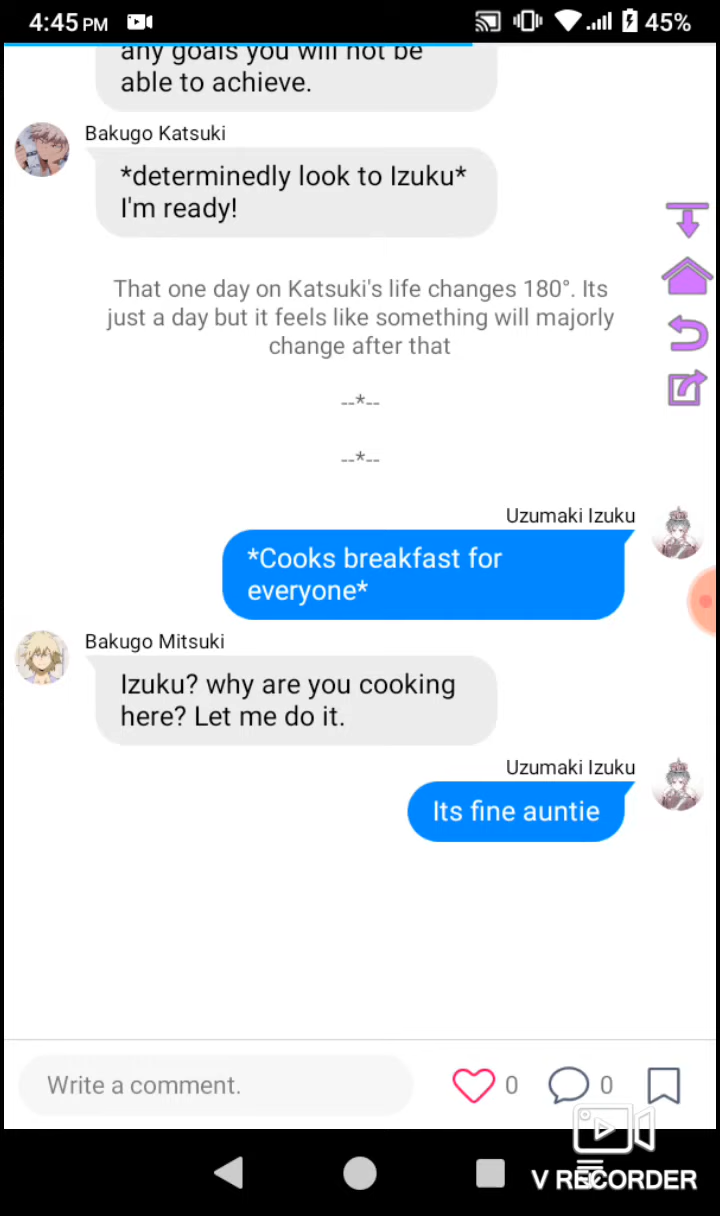 4:45 PM
45%
any goals you will not be
able to achieve.
Bakugo Katsuki
*determinedly look to Izuku*
I'm ready!
That one day on Katsuki's life changes 180°. Its
just a day but it feels like something will majorly
change after that
--*--
--*--
Uzumaki Izuku
*Cooks breakfast for
everyone*
Bakugo Mitsuki
Izuku? why are you cooking
here? Let me do it.
Uzumaki Izuku
Its fine auntie
Write a comment.
0
0
V RECORDER